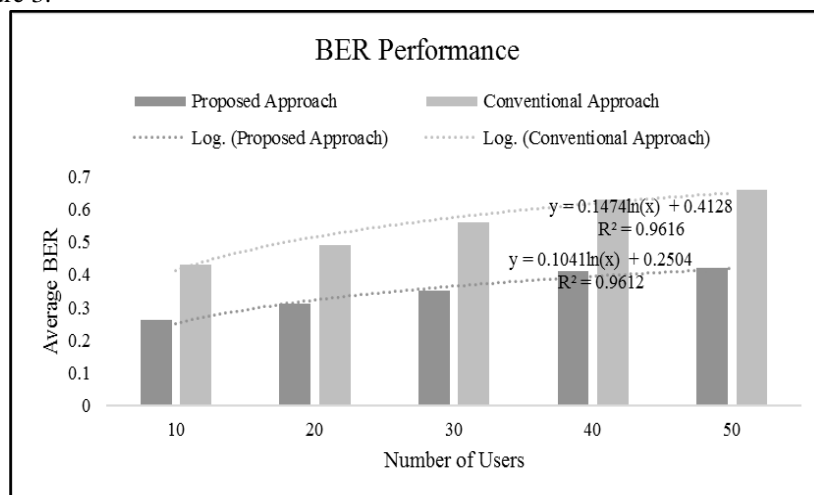 BER Performance
Proposed Approach
Conventional Approach
Log. (Proposed Approach)
Log. (Conventional Approach)
0.7
0.6
0.5
0.4
0.3
0.2
0.1
0
Average BER
y = 0.1474ln(x) + 0.4128
R² = 0.9616
y = 0.1041ln(x) + 0.2504
R² = 0.9612
10
20
30
40
50
Number of Users